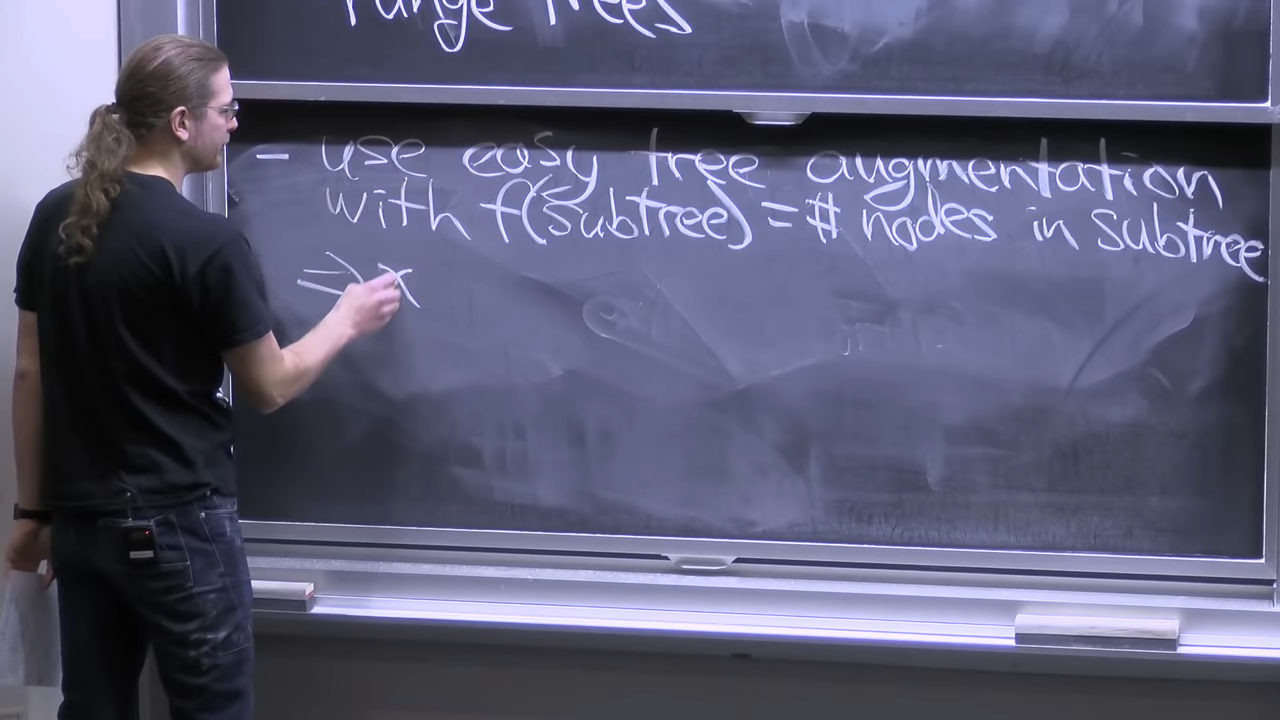 range trees
- use easy tree augmentation
with f(subtree) = # nodes in subtree
⇒ x